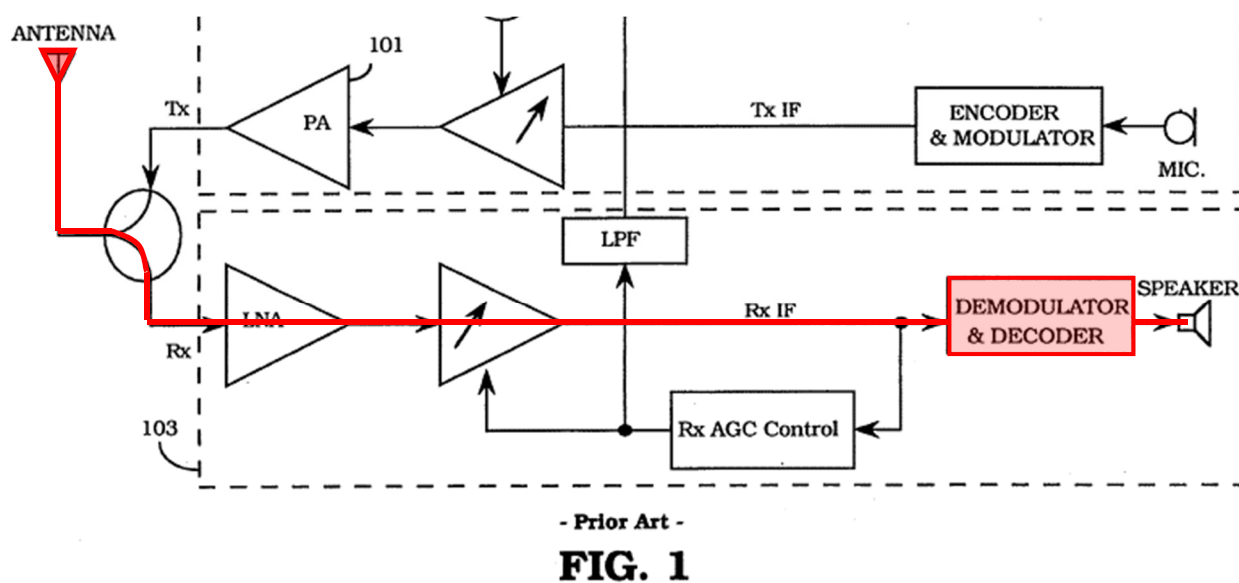 ANTENNA
101
Tx
PA
Tx IF
ENCODER
& MODULATOR
MIC.
LPF
LNA
Rx IF
DEMODULATOR
& DECODER
SPEAKER
Rx
103
Rx AGC Control
- Prior Art -
FIG. 1